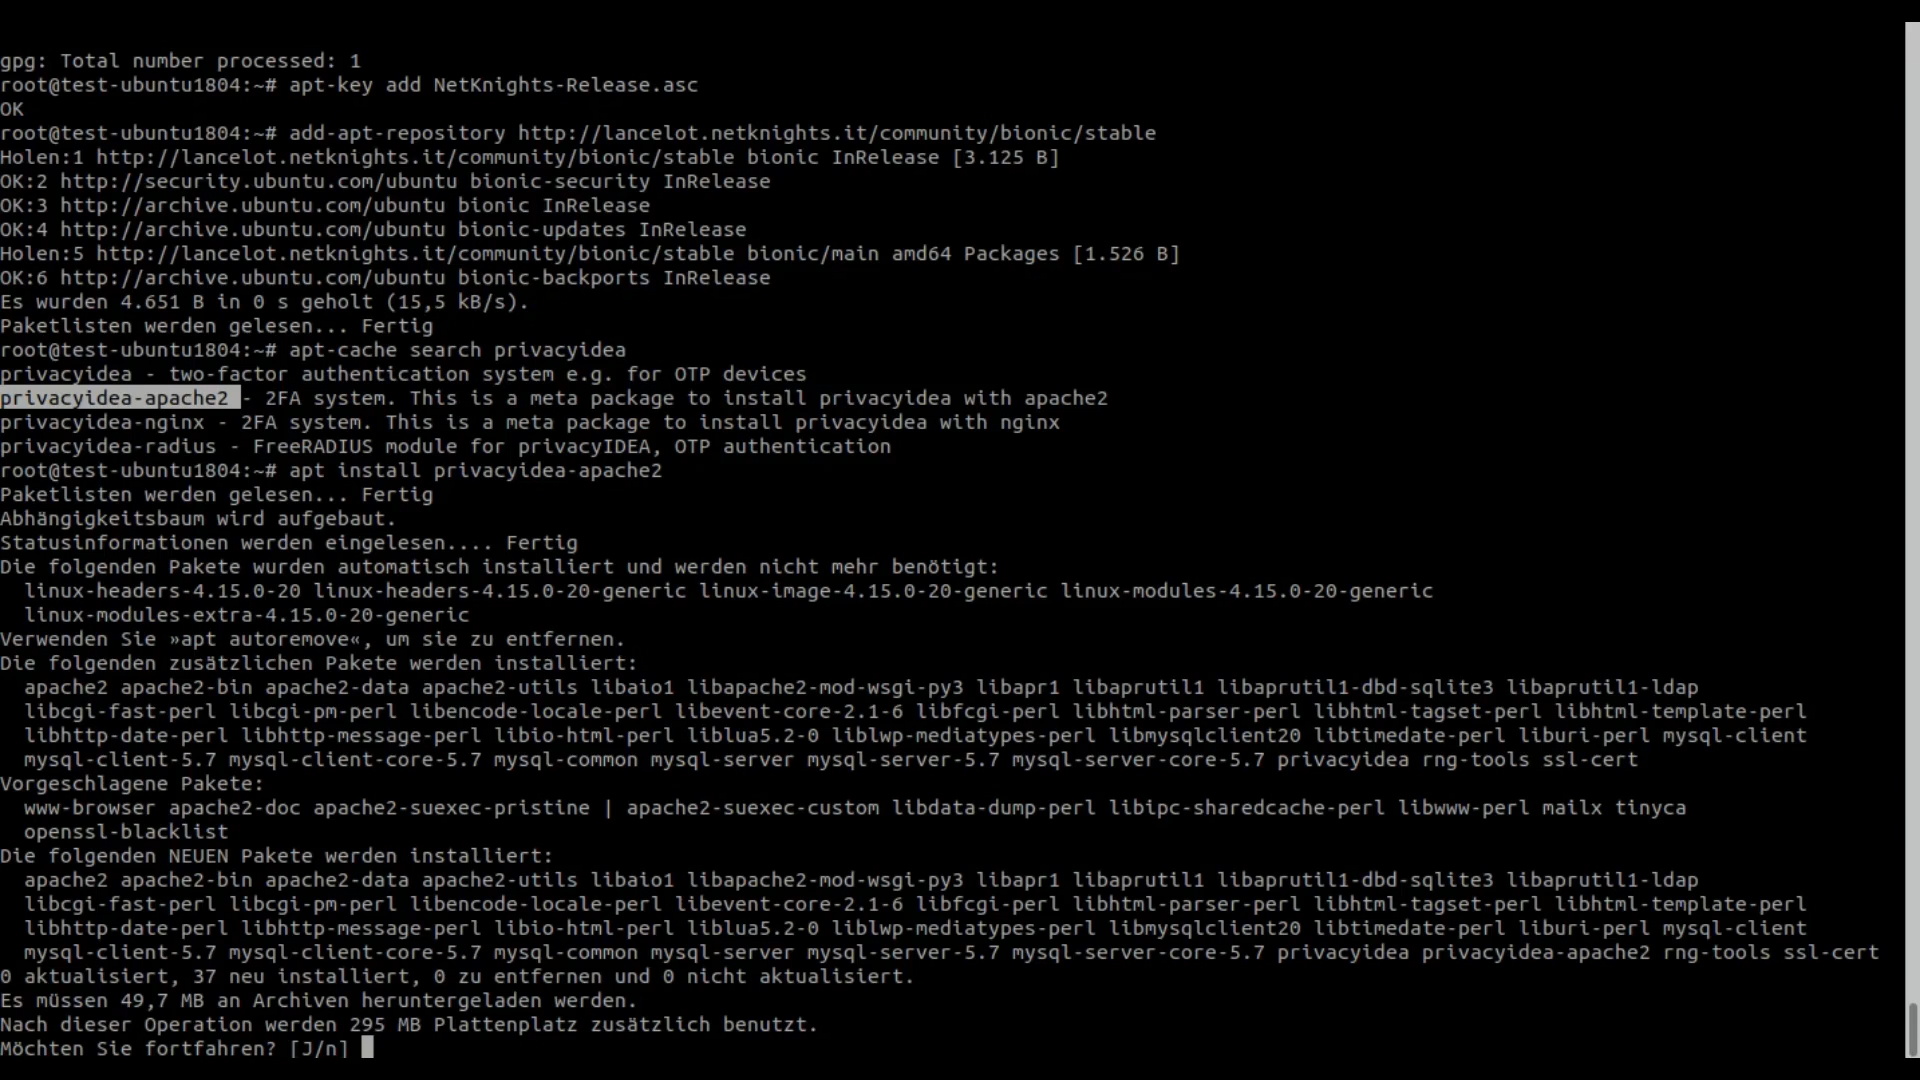 gpg: Total number processed: 1
root@test-ubuntu1804:~# apt-key add NetKnights-Release.asc
OK
root@test-ubuntu1804:~# add-apt-repository http://lancelot.netknights.it/community/bionic/stable
Holen:1 http://lancelot.netknights.it/community/bionic/stable bionic InRelease [3.125 B]
OK:2 http://security.ubuntu.com/ubuntu bionic-security InRelease
OK:3 http://archive.ubuntu.com/ubuntu bionic InRelease
OK:4 http://archive.ubuntu.com/ubuntu bionic-updates InRelease
Holen:5 http://lancelot.netknights.it/community/bionic/stable bionic/main amd64 Packages [1.526 B]
OK:6 http://archive.ubuntu.com/ubuntu bionic-backports InRelease
Es wurden 4.651 B in 0 s geholt (15,5 kB/s).
Paketlisten werden gelesen... Fertig
root@test-ubuntu1804:~# apt-cache search privacyidea
privacyidea - two-factor authentication system e.g. for OTP devices
privacyidea-apache2 - 2FA system. This is a meta package to install privacyidea with apache2
privacyidea-nginx - 2FA system. This is a meta package to install privacyidea with nginx
privacyidea-radius - FreeRADIUS module for privacyIDEA, OTP authentication
root@test-ubuntu1804:~# apt install privacyidea-apache2
Paketlisten werden gelesen... Fertig
Abhängigkeitsbaum wird aufgebaut.
Statusinformationen werden eingelesen.... Fertig
Die folgenden Pakete wurden automatisch installiert und werden nicht mehr benötigt:
  linux-headers-4.15.0-20 linux-headers-4.15.0-20-generic linux-image-4.15.0-20-generic linux-modules-4.15.0-20-generic
  linux-modules-extra-4.15.0-20-generic
Verwenden Sie »apt autoremove«, um sie zu entfernen.
Die folgenden zusätzlichen Pakete werden installiert:
  apache2 apache2-bin apache2-data apache2-utils libaio1 libapache2-mod-wsgi-py3 libapr1 libaprutil1 libaprutil1-dbd-sqlite3 libaprutil1-ldap
  libcgi-fast-perl libcgi-pm-perl libencode-locale-perl libevent-core-2.1-6 libfcgi-perl libhtml-parser-perl libhtml-tagset-perl libhtml-template-perl
  libhttp-date-perl libhttp-message-perl libio-html-perl liblua5.2-0 liblwp-mediatypes-perl libmysqlclient20 libtimedate-perl liburi-perl mysql-client
  mysql-client-5.7 mysql-client-core-5.7 mysql-common mysql-server mysql-server-5.7 mysql-server-core-5.7 privacyidea rng-tools ssl-cert
Vorgeschlagene Pakete:
  www-browser apache2-doc apache2-suexec-pristine | apache2-suexec-custom libdata-dump-perl libipc-sharedcache-perl libwww-perl mailx tinyca
  openssl-blacklist
Die folgenden NEUEN Pakete werden installiert:
  apache2 apache2-bin apache2-data apache2-utils libaio1 libapache2-mod-wsgi-py3 libapr1 libaprutil1 libaprutil1-dbd-sqlite3 libaprutil1-ldap
  libcgi-fast-perl libcgi-pm-perl libencode-locale-perl libevent-core-2.1-6 libfcgi-perl libhtml-parser-perl libhtml-tagset-perl libhtml-template-perl
  libhttp-date-perl libhttp-message-perl libio-html-perl liblua5.2-0 liblwp-mediatypes-perl libmysqlclient20 libtimedate-perl liburi-perl mysql-client
  mysql-client-5.7 mysql-client-core-5.7 mysql-common mysql-server mysql-server-5.7 mysql-server-core-5.7 privacyidea privacyidea-apache2 rng-tools ssl-cert
0 aktualisiert, 37 neu installiert, 0 zu entfernen und 0 nicht aktualisiert.
Es müssen 49,7 MB an Archiven heruntergeladen werden.
Nach dieser Operation werden 295 MB Plattenplatz zusätzlich benutzt.
Möchten Sie fortfahren? [J/n]